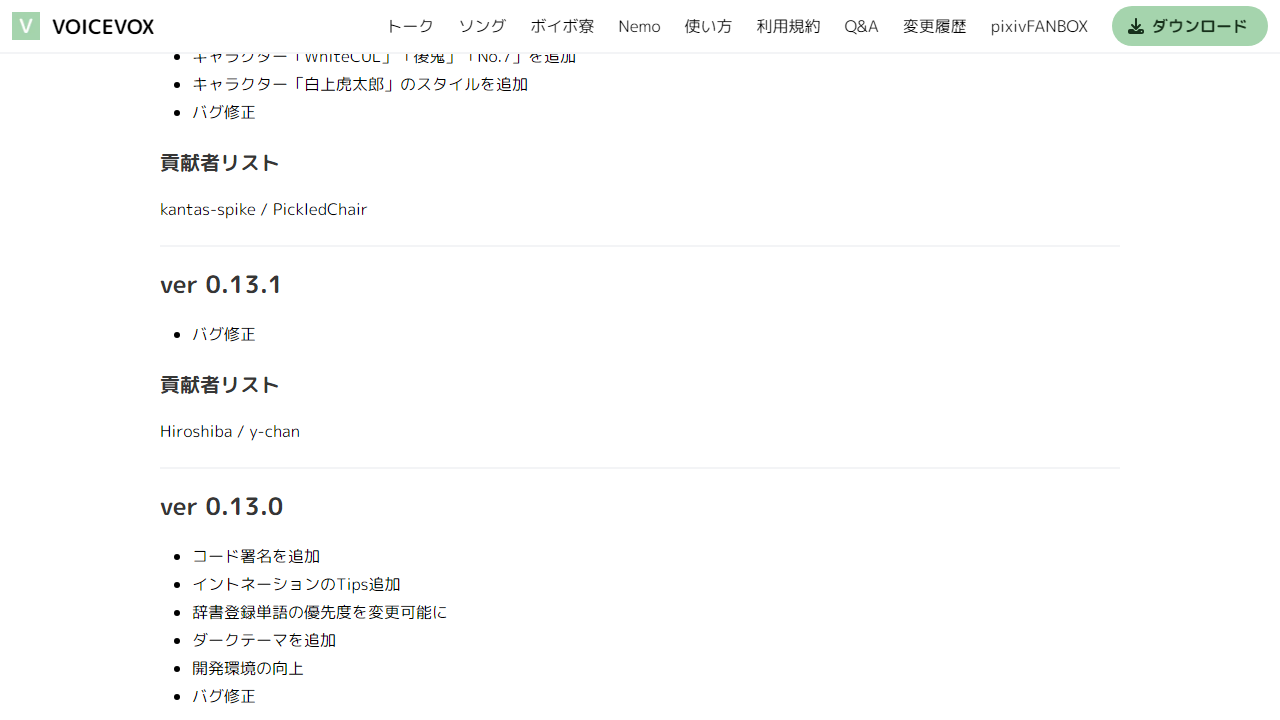 VOICEVOX
トーク ソング ボイボ寮 Nemo 使い方 利用規約 Q&A 変更履歴 pixivFANBOX ダウンロード
キャラクター「WhiteCUL」「後鬼」「No.7」を追加
キャラクター「白上虎太郎」のスタイルを追加
バグ修正
貢献者リスト
kantas-spike / PickledChair
ver 0.13.1
バグ修正
貢献者リスト
Hiroshiba / y-chan
ver 0.13.0
コード署名を追加
イントネーションのTips追加
辞書登録単語の優先度を変更可能に
ダークテーマを追加
開発環境の向上
バグ修正